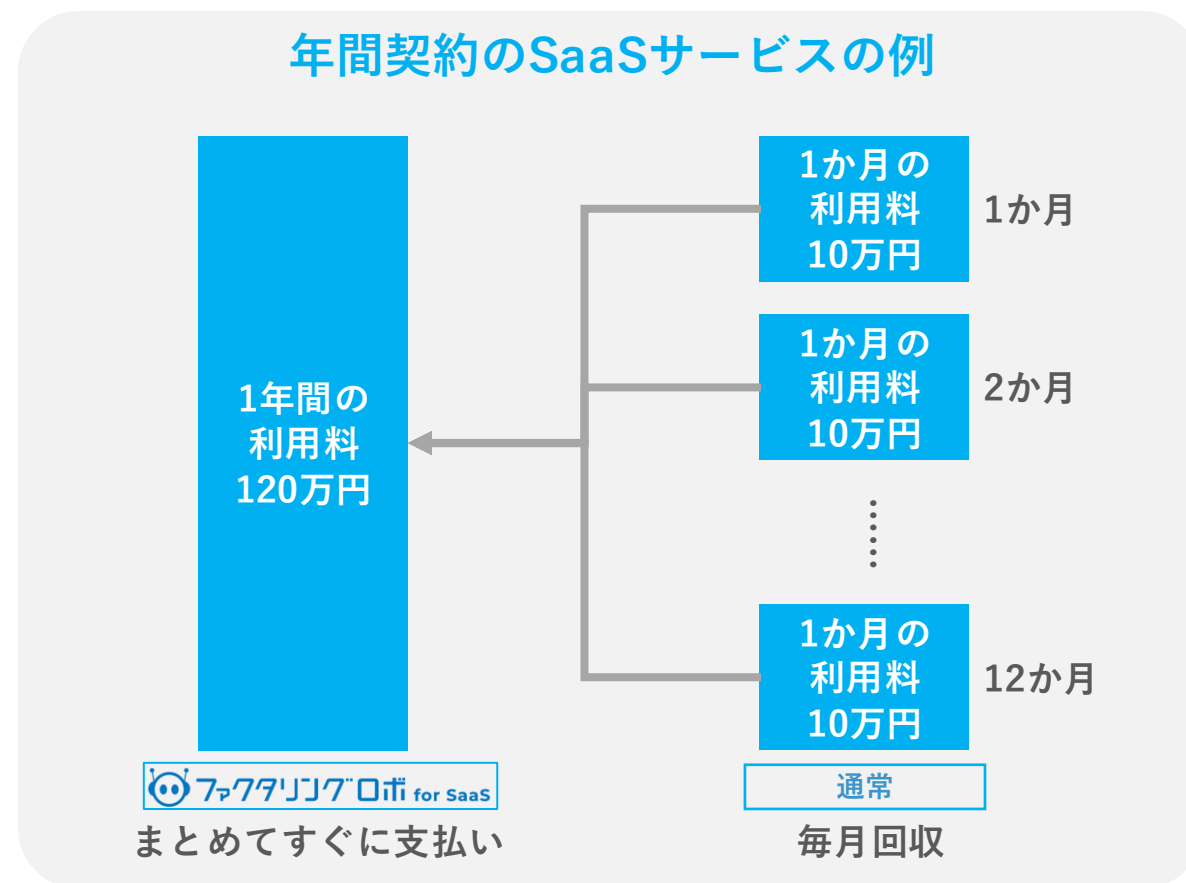 年間契約のSaaSサービスの例
1年間の
利用料
120万円
1か月の
利用料
10万円
1か月
1か月の
利用料
10万円
2か月
1か月の
利用料
10万円
12か月
ファクタリングロボ for SaaS
まとめてすぐに支払い
通常
毎月回収